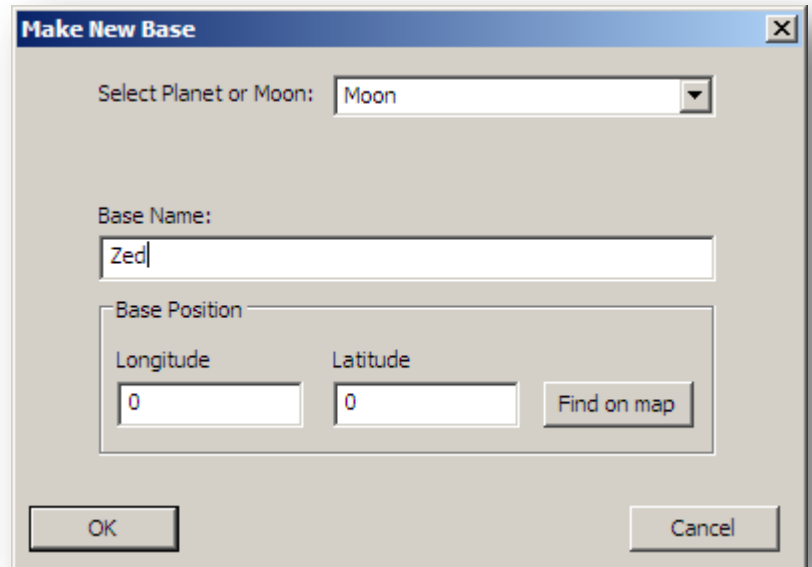 Make New Base
Select Planet or Moon: Moon
Base Name:
Zed
Base Position
Longitude Latitude
0 0 Find on map
OK Cancel